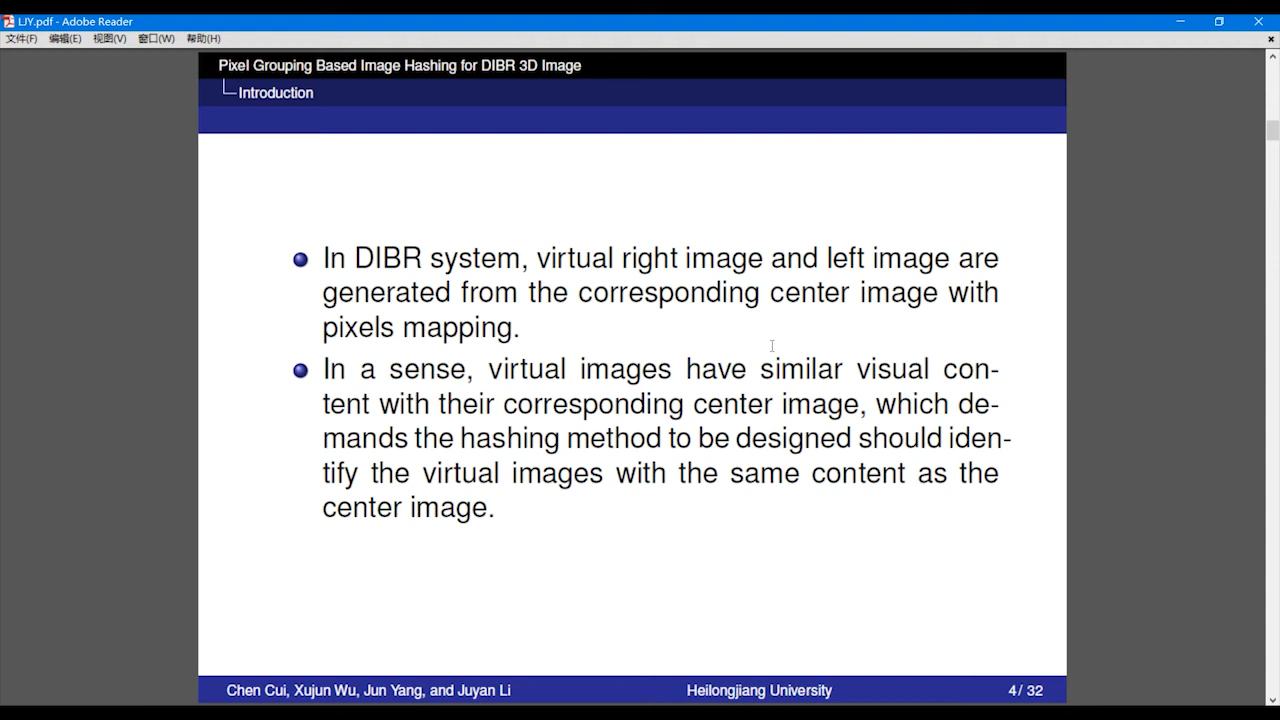 LJY.pdf - Adobe Reader
文件(F) 编辑(E) 视图(V) 窗口(W) 帮助(H)
Pixel Grouping Based Image Hashing for DIBR 3D Image
Introduction
In DIBR system, virtual right image and left image are
generated from the corresponding center image with
pixels mapping.
In a sense, virtual images have similar visual con-
tent with their corresponding center image, which de-
mands the hashing method to be designed should iden-
tify the virtual images with the same content as the
center image.
Chen Cui, Xujun Wu, Jun Yang, and Juyan Li Heilongjiang University 4/ 32